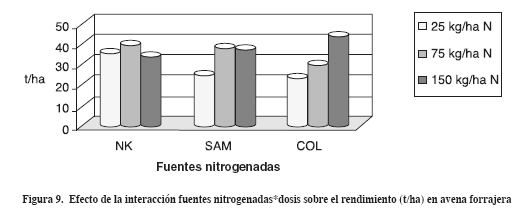 50
40
30
20
10
0
t/ha
NK
SAM
COL
Fuentes nitrogenadas
25 kg/ha N
75 kg/ha N
150 kg/ha N
Figura 9. Efecto de la interacción fuentes nitrogenadas*dosis sobre el rendimiento (t/ha) en avena forrajera